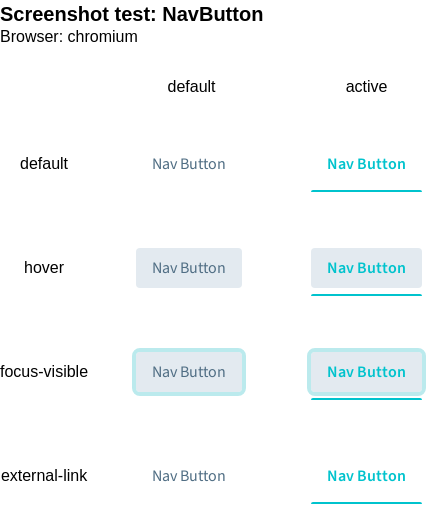 Screenshot test: NavButton
Browser: chromium
default active
default Nav Button Nav Button
hover Nav Button Nav Button
focus-visible Nav Button Nav Button
external-link Nav Button Nav Button